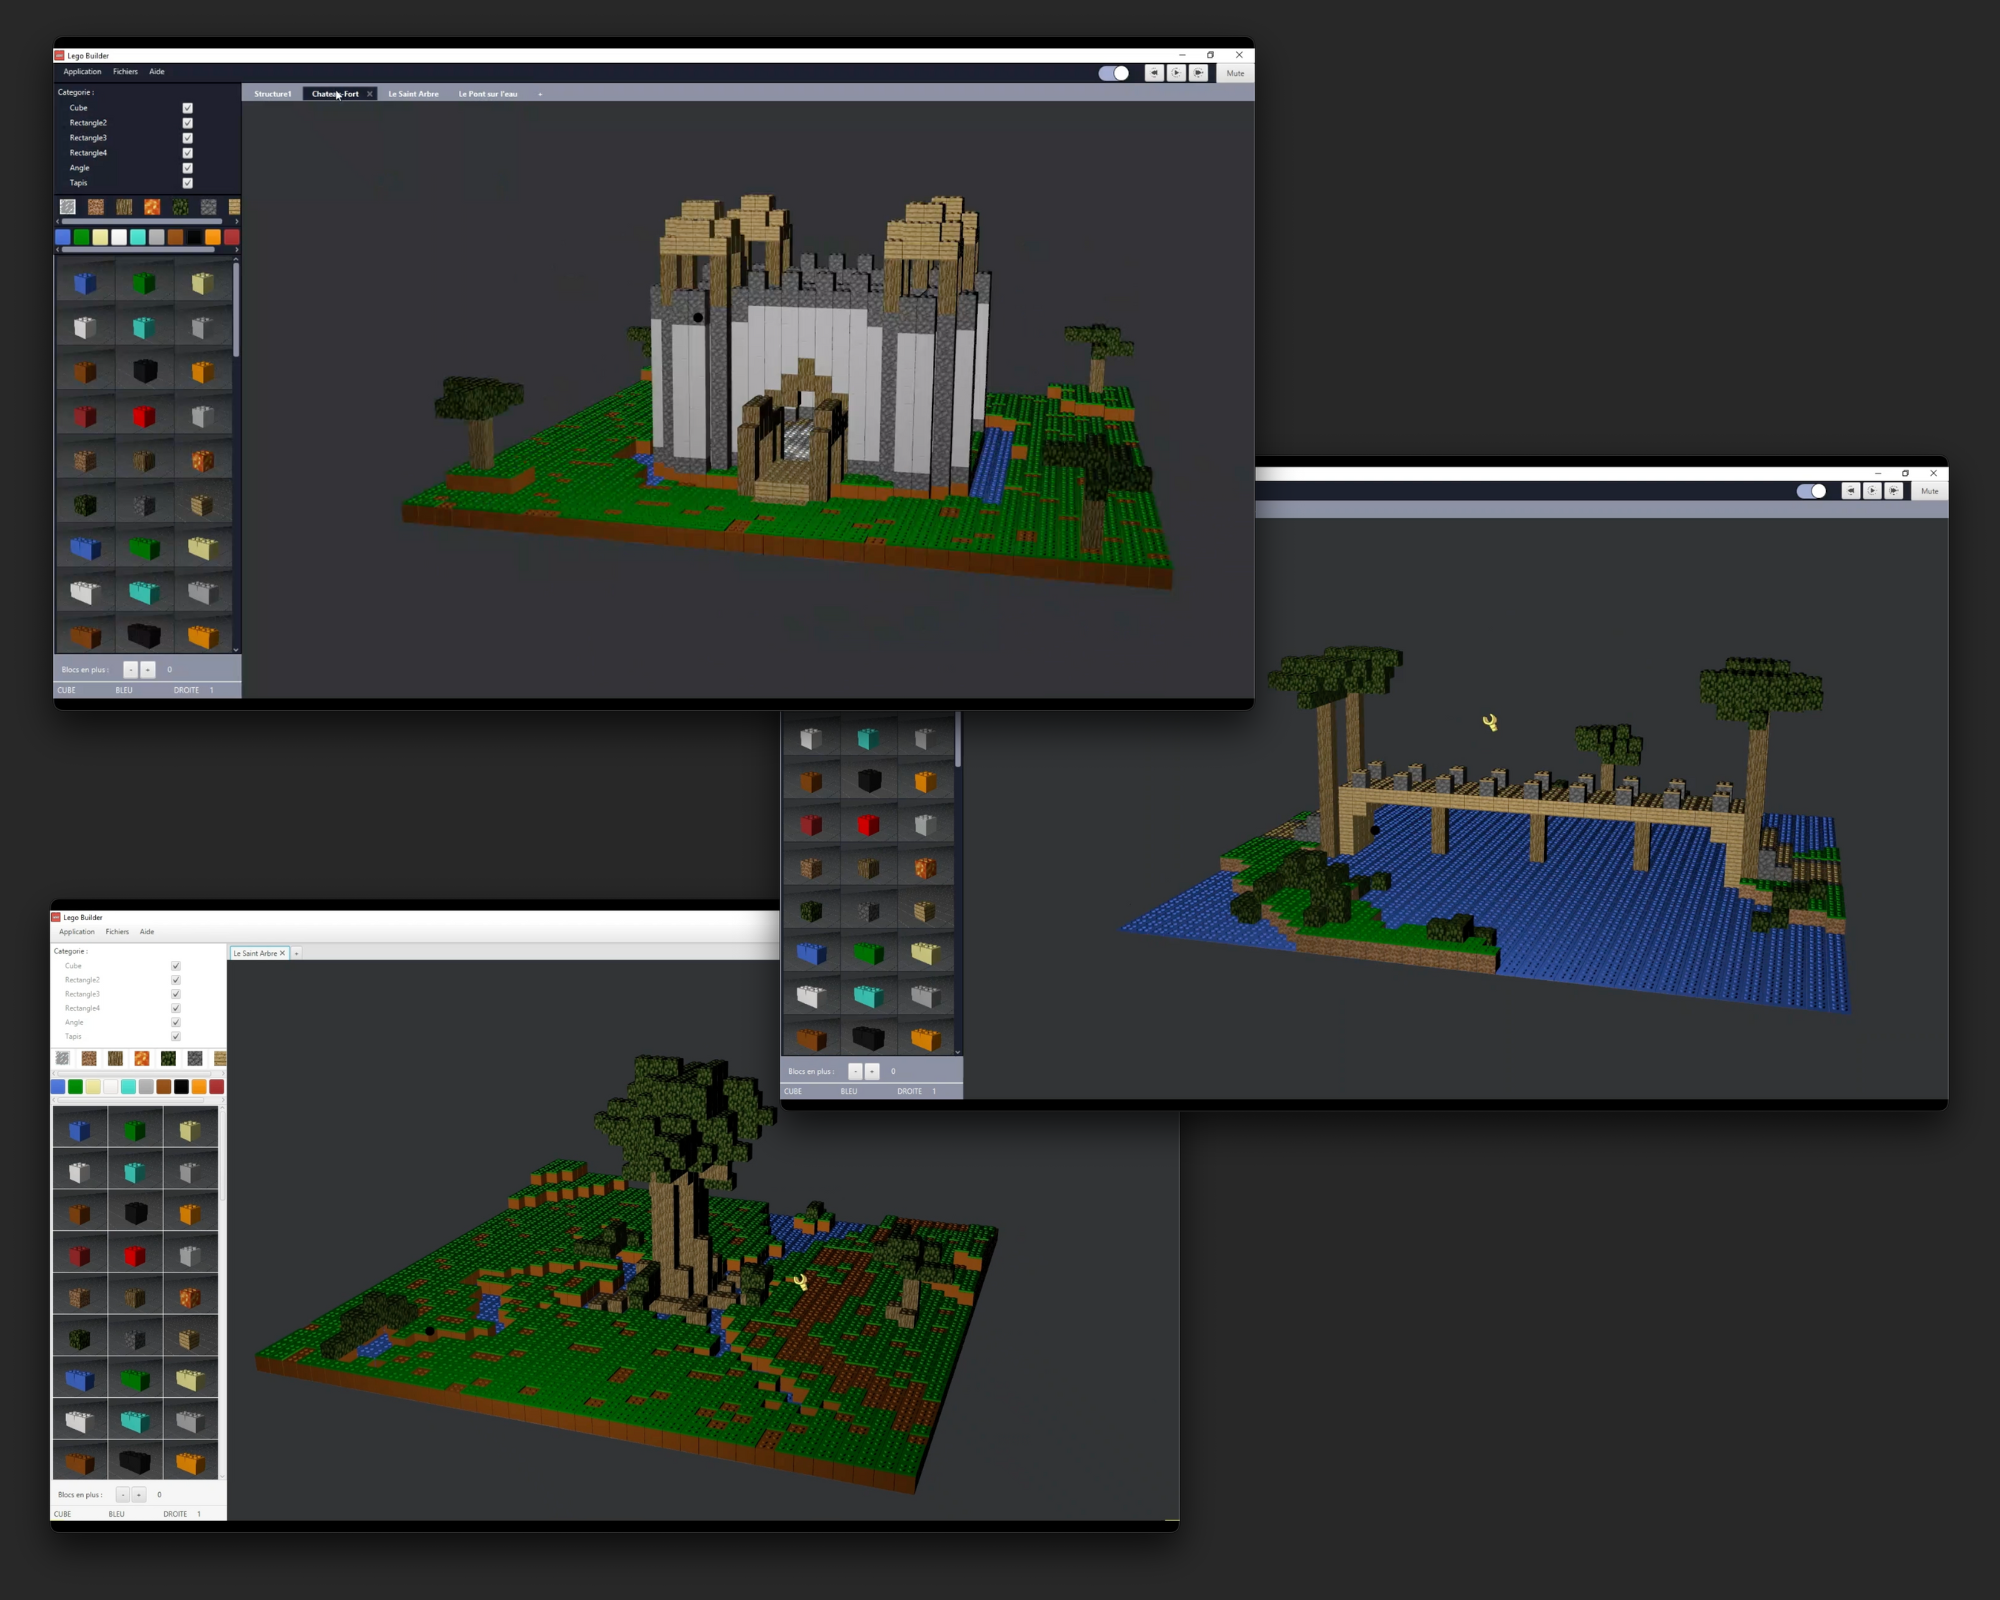 Lego Builder
Application Fichiers Aide
Mute
Categorie :
Structure1 Chateau-Fort Le Saint Arbre Le Pont sur l'eau +
Cube
Rectangle2
Rectangle3
Rectangle4
Angle
Tapis
Blocs en plus : - + 0
CUBE BLEU DROITE 1
Mute
Blocs en plus : - + 0
CUBE BLEU DROITE 1
Lego Builder
Application Fichiers Aide
Categorie :
Le Saint Arbre +
Cube
Rectangle2
Rectangle3
Rectangle4
Angle
Tapis
Blocs en plus : - + 0
CUBE BLEU DROITE 1